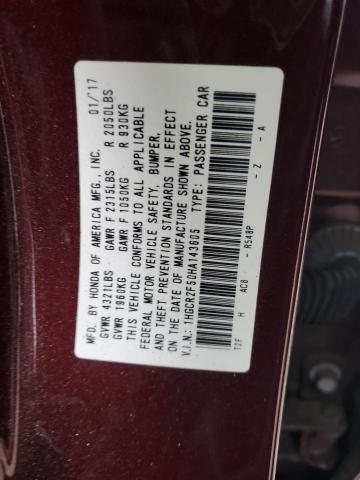 MFD. BY HONDA OF AMERICA MFG., INC. 01/17
GVWR 4321LBS GAWR F 2315LBS R 2050LBS
GVWR 1960KG GAWR F 1050KG R 930KG
THIS VEHICLE CONFORMS TO ALL APPLICABLE
FEDERAL MOTOR VEHICLE SAFETY, BUMPER,
AND THEFT PREVENTION STANDARDS IN EFFECT
ON THE DATE OF MANUFACTURE SHOWN ABOVE.
V.I.N.: 1HGCR2F50HA143605 TYPE: PASSENGER CAR
T2F H AC8 - R548P - Z - A